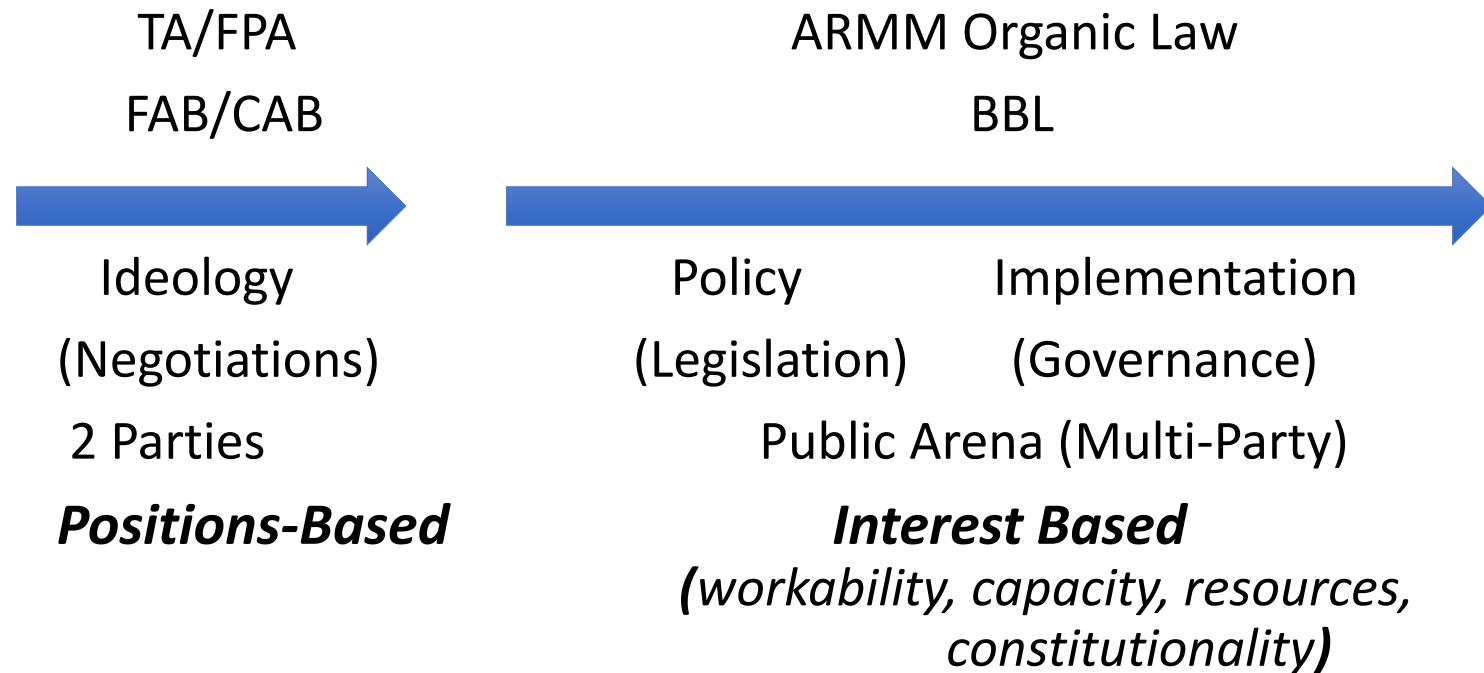 TA/FPA
FAB/CAB
ARMM Organic Law
BBL
Ideology
(Negotiations)
2 Parties
Positions-Based
Policy
(Legislation)
Implementation
(Governance)
Public Arena (Multi-Party)
Interest Based
(workability, capacity, resources,
constitutionality)